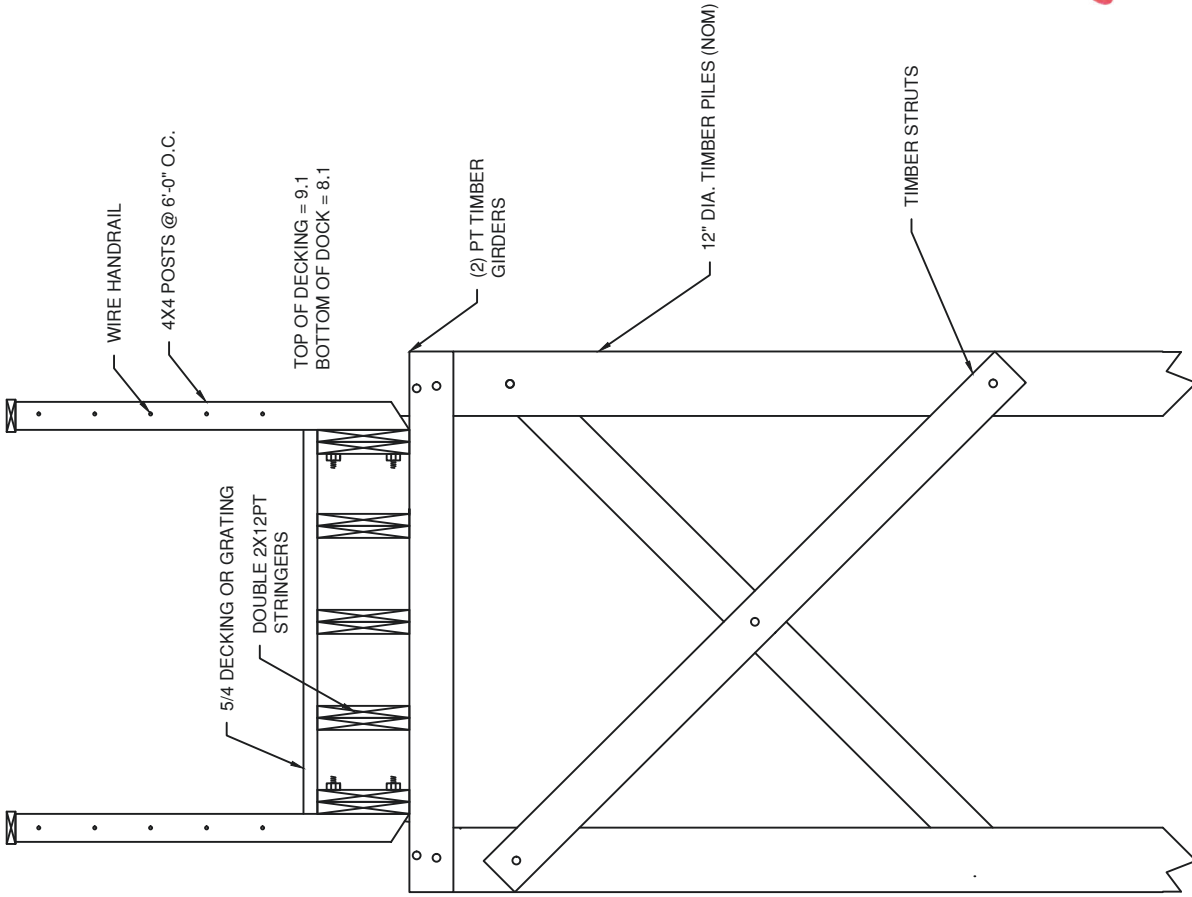 WIRE HANDRAIL
4X4 POSTS @ 6'-0" O.C.
5/4 DECKING OR GRATING
DOUBLE 2X12PT
STRINGERS
TOP OF DECKING = 9.1
BOTTOM OF DOCK = 8.1
(2) PT TIMBER
GIRDERS
12" DIA. TIMBER PILES (NOM)
TIMBER STRUTS